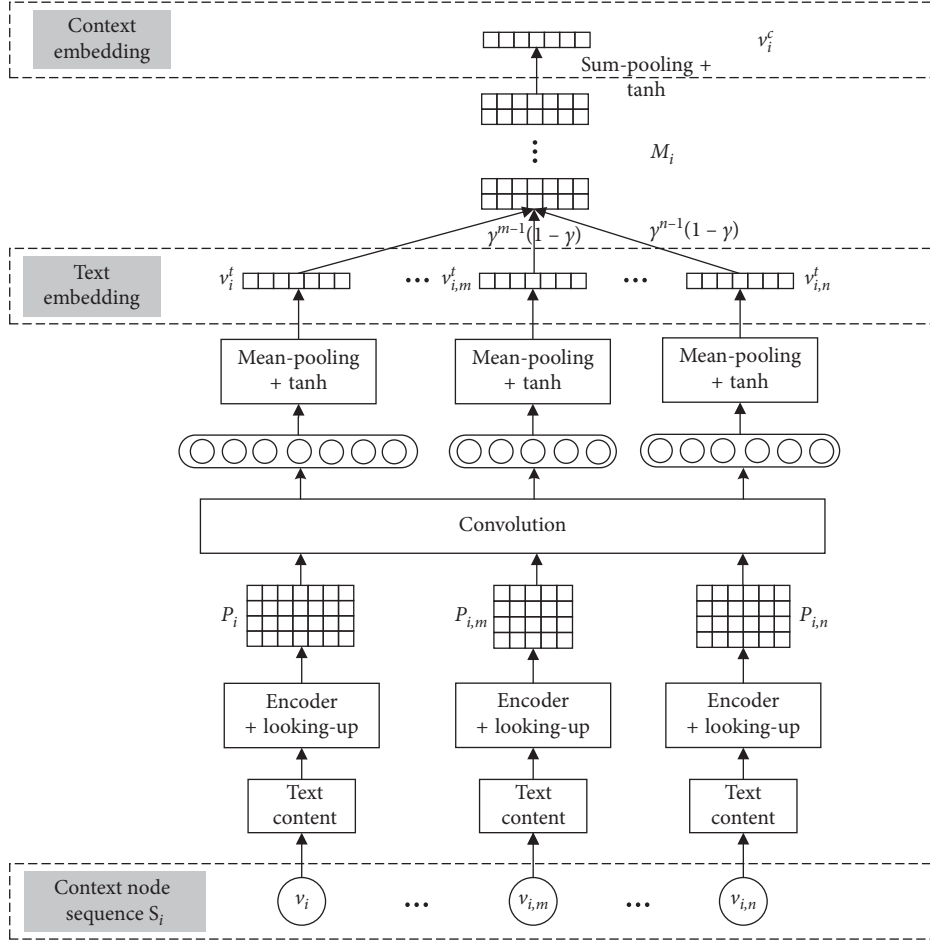 Context
embedding
v_i^c
Sum-pooling +
tanh
⋮
M_i
γ^{m−1}(1 − γ)
γ^{n−1}(1 − γ)
Text
embedding
v_i^t
... v_{i,m}^t
...
v_{i,n}^t
Mean-pooling
+ tanh
Mean-pooling
+ tanh
Mean-pooling
+ tanh
Convolution
P_i
P_{i,m}
P_{i,n}
Encoder
+ looking-up
Encoder
+ looking-up
Encoder
+ looking-up
Text
content
Text
content
Text
content
Context node
sequence S_i
v_i
...
v_{i,m}
...
v_{i,n}